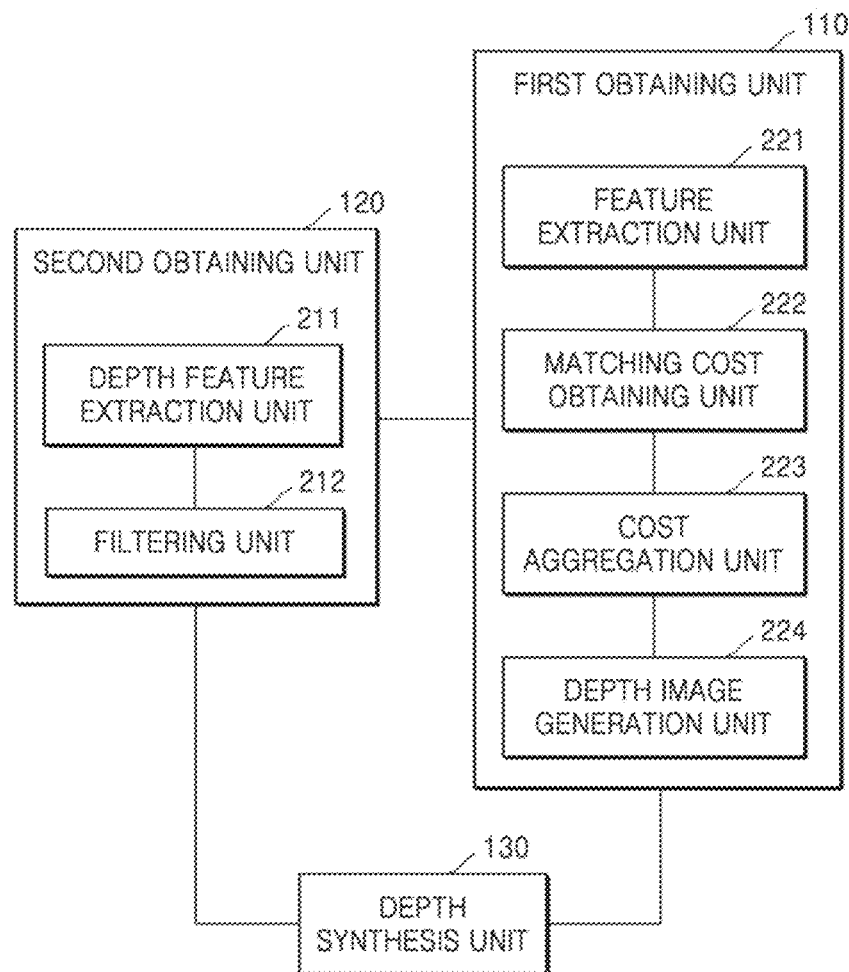 110
FIRST OBTAINING UNIT
221
FEATURE
EXTRACTION UNIT
222
MATCHING COST
OBTAINING UNIT
223
COST
AGGREGATION UNIT
224
DEPTH IMAGE
GENERATION UNIT
120
SECOND OBTAINING UNIT
211
DEPTH FEATURE
EXTRACTION UNIT
212
FILTERING UNIT
130
DEPTH
SYNTHESIS UNIT